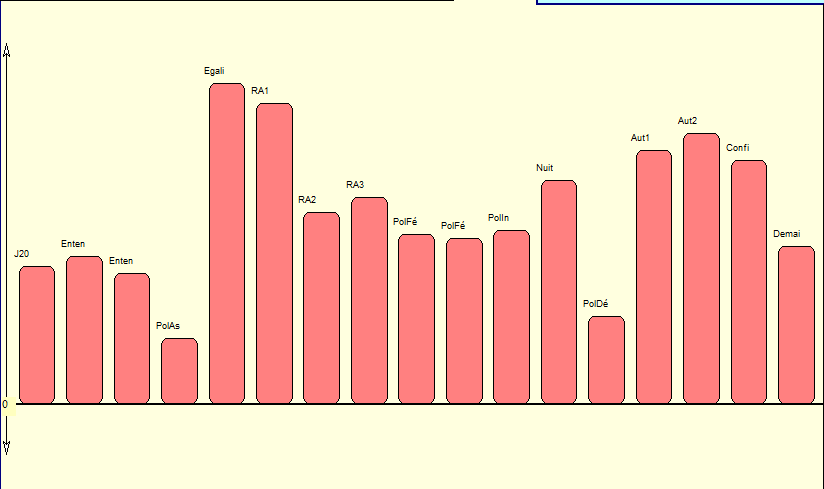 Egali
RA1
Aut2
Aut1
Confi
Nuit
RA3
RA2
PolFé
PolFé
PolIn
Demai
J20
Enten
Enten
PolDé
PolAs
0